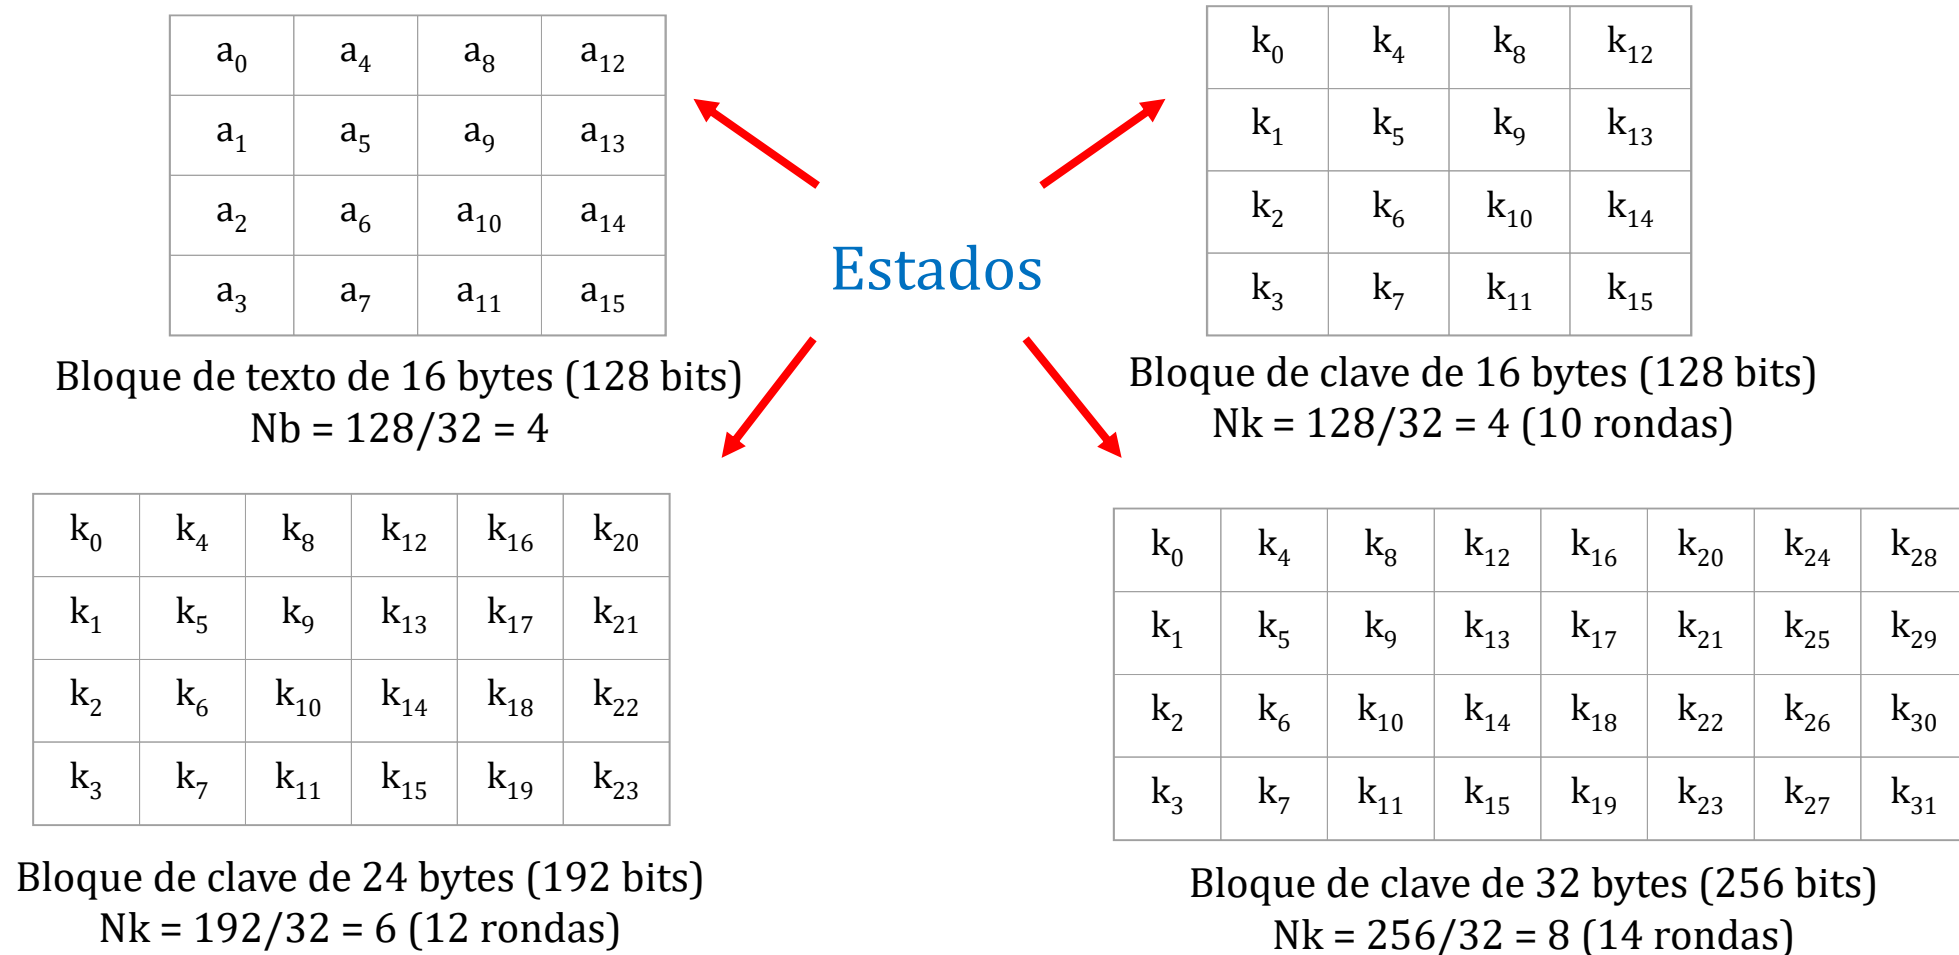 a₀ a₄ a₈ a₁₂
a₁ a₅ a₉ a₁₃
a₂ a₆ a₁₀ a₁₄
a₃ a₇ a₁₁ a₁₅
Bloque de texto de 16 bytes (128 bits)
Nb = 128/32 = 4
k₀ k₄ k₈ k₁₂
k₁ k₅ k₉ k₁₃
k₂ k₆ k₁₀ k₁₄
k₃ k₇ k₁₁ k₁₅
Bloque de clave de 16 bytes (128 bits)
Nk = 128/32 = 4 (10 rondas)
Estados
k₀ k₄ k₈ k₁₂ k₁₆ k₂₀
k₁ k₅ k₉ k₁₃ k₁₇ k₂₁
k₂ k₆ k₁₀ k₁₄ k₁₈ k₂₂
k₃ k₇ k₁₁ k₁₅ k₁₉ k₂₃
Bloque de clave de 24 bytes (192 bits)
Nk = 192/32 = 6 (12 rondas)
k₀ k₄ k₈ k₁₂ k₁₆ k₂₀ k₂₄ k₂₈
k₁ k₅ k₉ k₁₃ k₁₇ k₂₁ k₂₅ k₂₉
k₂ k₆ k₁₀ k₁₄ k₁₈ k₂₂ k₂₆ k₃₀
k₃ k₇ k₁₁ k₁₅ k₁₉ k₂₃ k₂₇ k₃₁
Bloque de clave de 32 bytes (256 bits)
Nk = 256/32 = 8 (14 rondas)